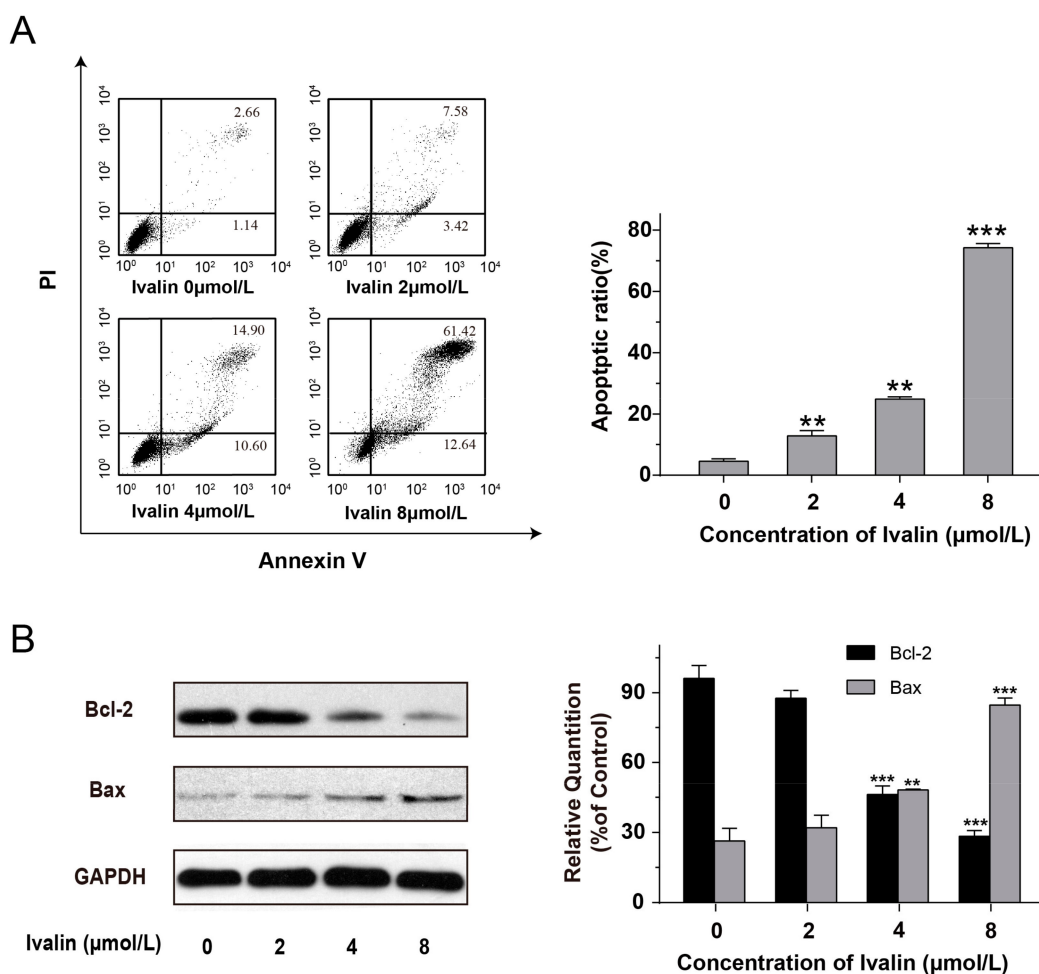 A
PI
10⁰ 10¹ 10² 10³ 10⁴
2.66
1.14
10⁰ 10¹ 10² 10³ 10⁴
Ivalin 0μmol/L
10⁰ 10¹ 10² 10³ 10⁴
7.58
3.42
10⁰ 10¹ 10² 10³ 10⁴
Ivalin 2μmol/L
10⁰ 10¹ 10² 10³ 10⁴
14.90
10.60
10⁰ 10¹ 10² 10³ 10⁴
Ivalin 4μmol/L
10⁰ 10¹ 10² 10³ 10⁴
61.42
12.64
10⁰ 10¹ 10² 10³ 10⁴
Ivalin 8μmol/L
Annexin V
Apoptptic ratio(%)
80
60
40
20
0
**
**
***
0 2 4 8
Concentration of Ivalin (μmol/L)
B
Bcl-2
Bax
GAPDH
Ivalin (μmol/L) 0 2 4 8
Relative Quantition
(%of Control)
90
60
30
0
Bcl-2
Bax
***
**
***
***
0 2 4 8
Concentration of Ivalin (μmol/L)